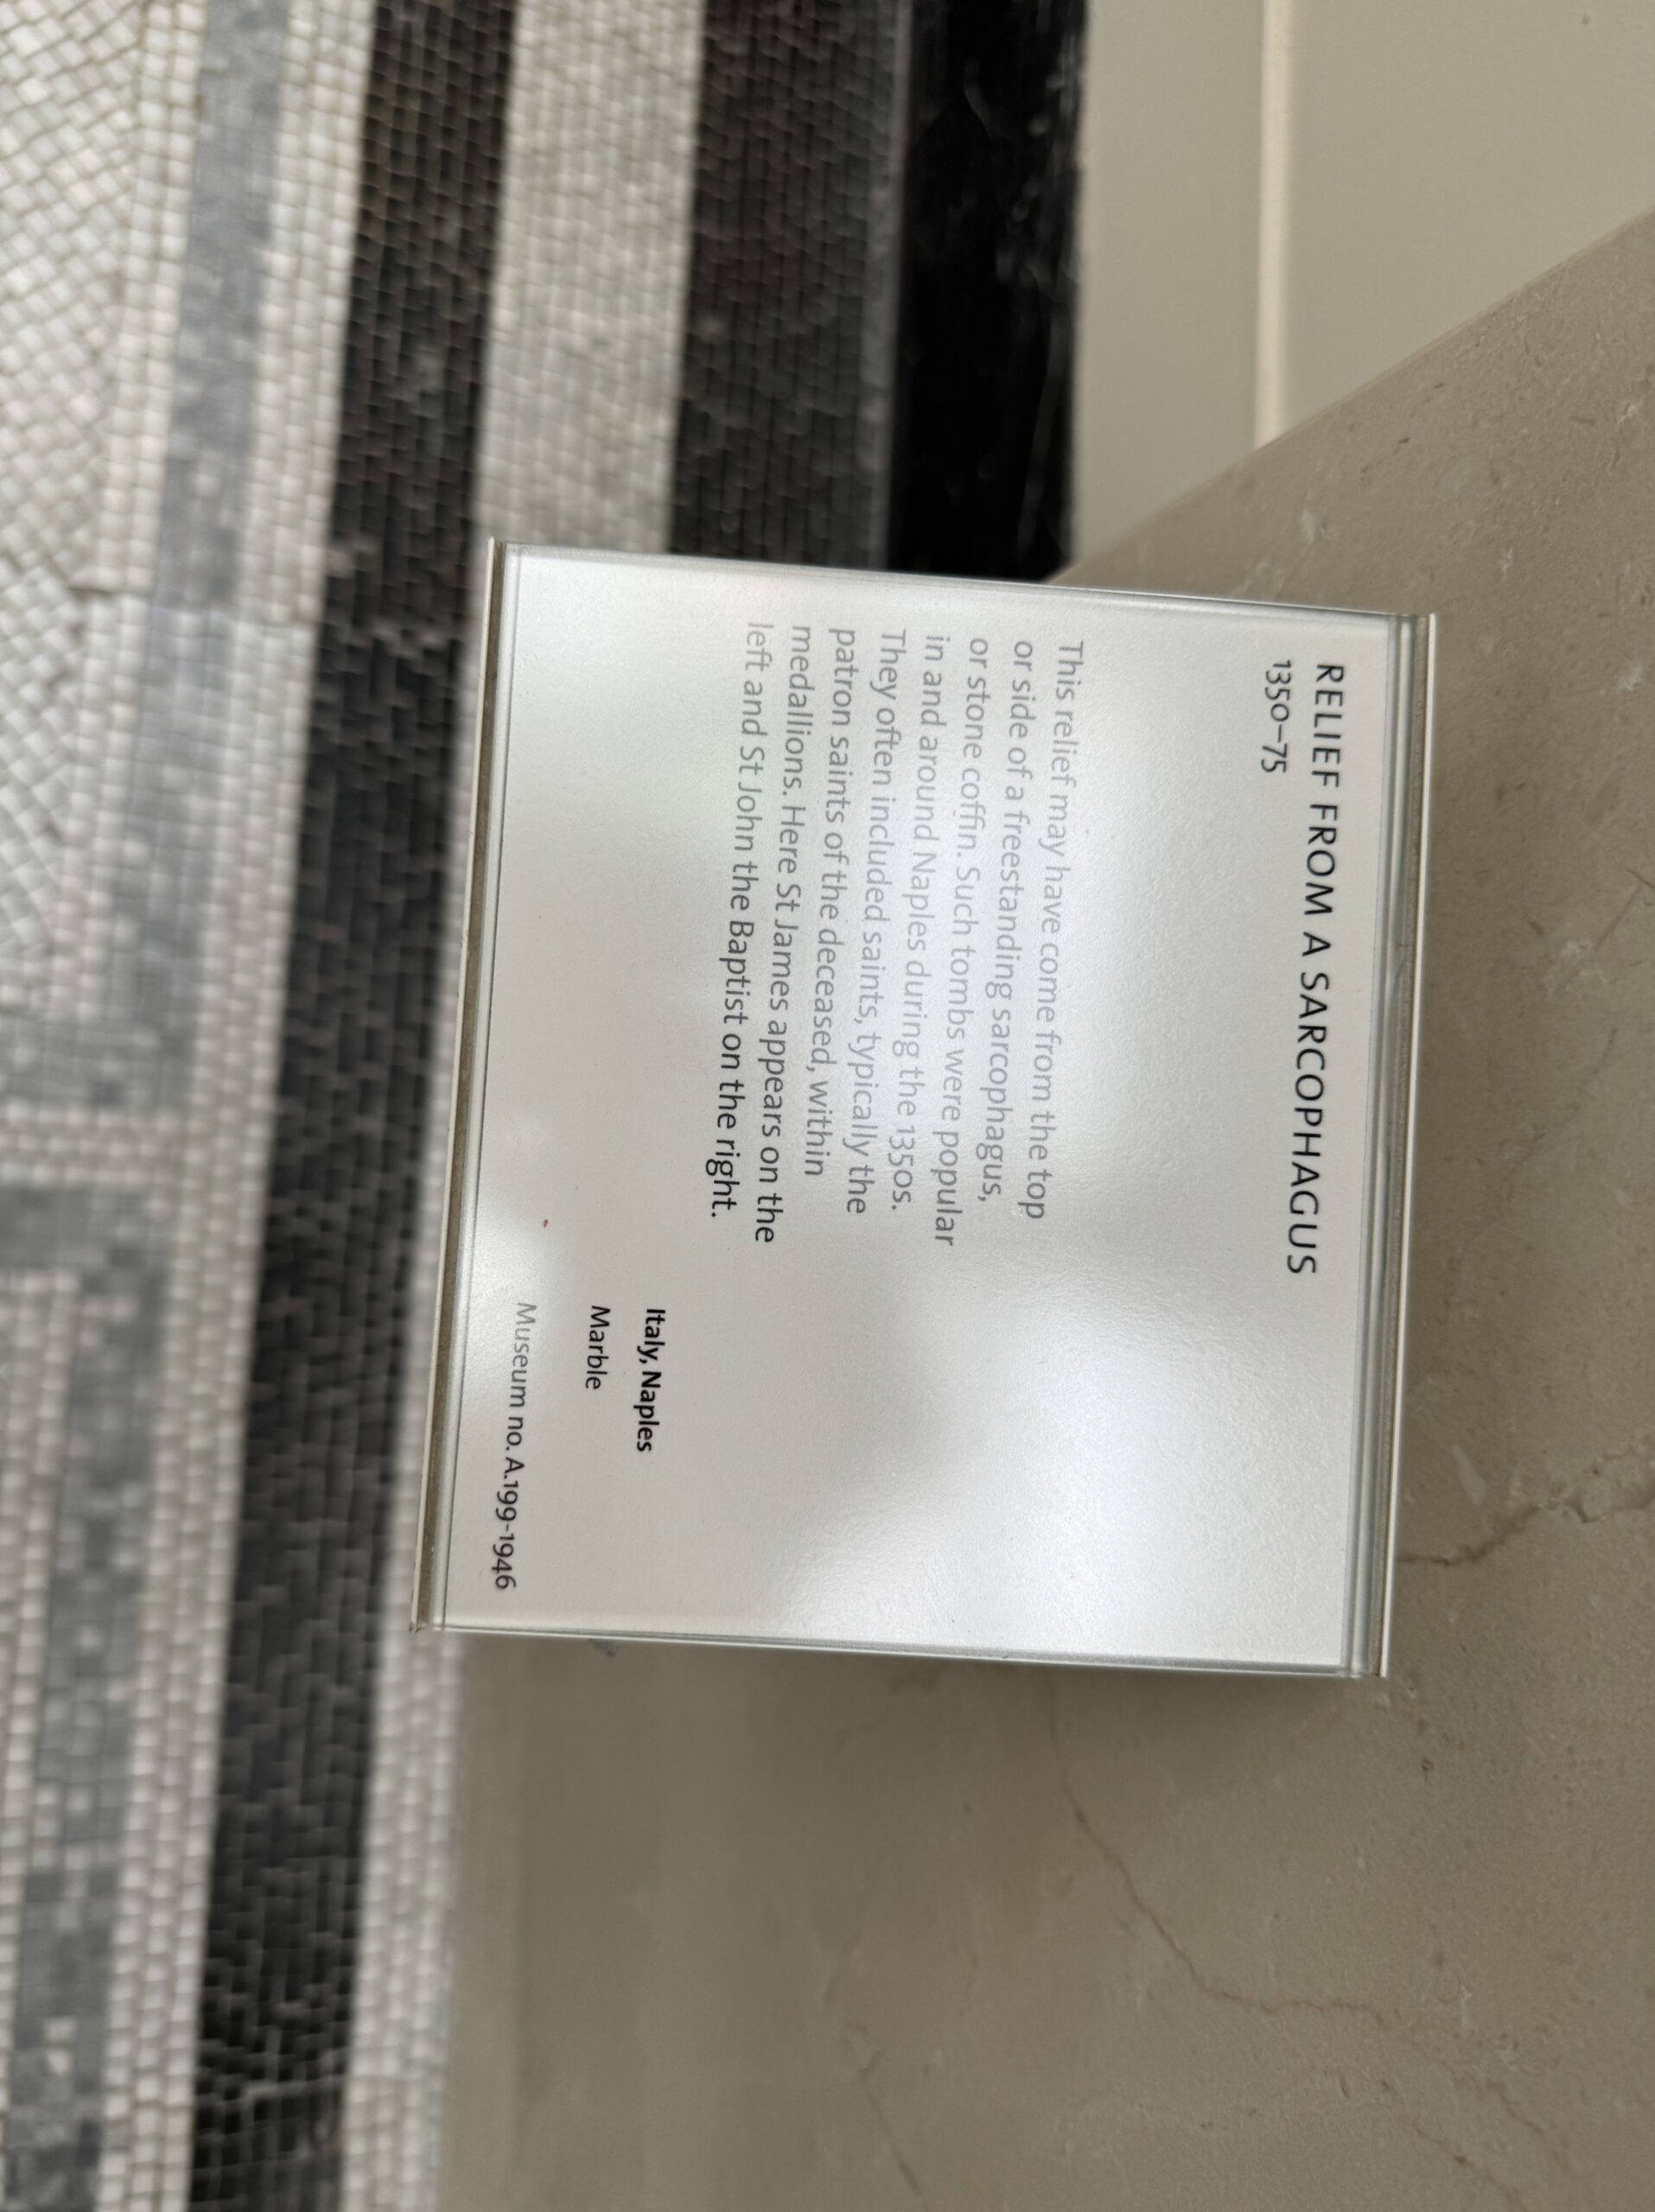 RELIEF FROM A SARCOPHAGUS
1350–75
This relief may have come from the top
or side of a freestanding sarcophagus,
or stone coffin. Such tombs were popular
in and around Naples during the 1350s.
They often included saints, typically the
patron saints of the deceased, within
medallions. Here St James appears on the
left and St John the Baptist on the right.
Italy, Naples
Marble
Museum no. A.199-1946